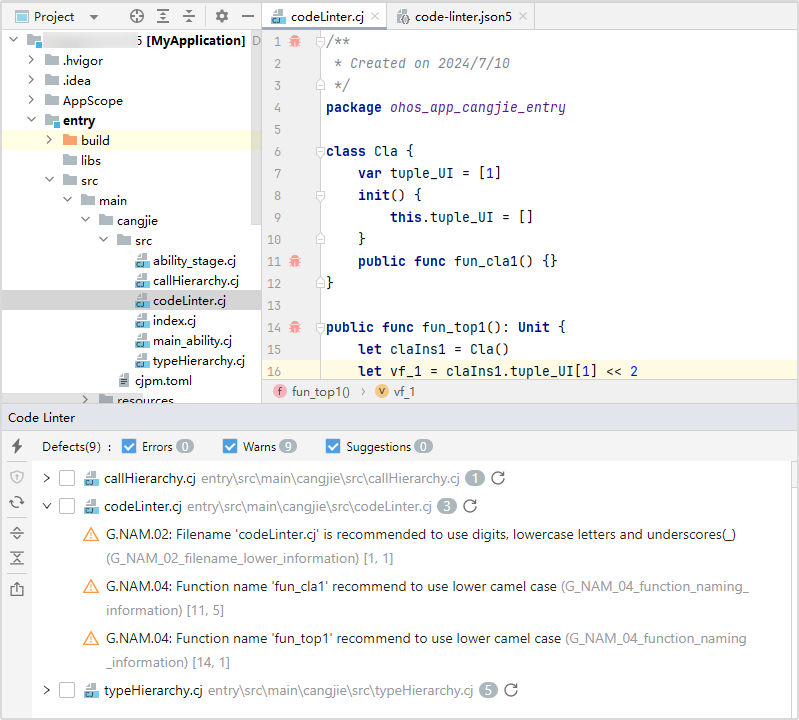 Project
codeLinter.cj
code-linter.json5
[MyApplication] D
.hvigor
.idea
AppScope
entry
build
libs
src
main
cangjie
src
ability_stage.cj
callHierarchy.cj
codeLinter.cj
index.cj
main_ability.cj
typeHierarchy.cj
cjpm.toml
resources
1 /**
2 * Created on 2024/7/10
3 */
4 package ohos_app_cangjie_entry
5
6 class Cla {
7 var tuple_UI = [1]
8 init() {
9 this.tuple_UI = []
10 }
11 public func fun_cla1() {}
12 }
13
14 public func fun_top1(): Unit {
15 let claIns1 = Cla()
16 let vf_1 = claIns1.tuple_UI[1] << 2
f fun_top1() › v vf_1
Code Linter
Defects(9) : Errors 0 Warns 9 Suggestions 0
callHierarchy.cj entry\src\main\cangjie\src\callHierarchy.cj 1
codeLinter.cj entry\src\main\cangjie\src\codeLinter.cj 3
G.NAM.02: Filename 'codeLinter.cj' is recommended to use digits, lowercase letters and underscores(_)
(G_NAM_02_filename_lower_information) [1, 1]
G.NAM.04: Function name 'fun_cla1' recommend to use lower camel case (G_NAM_04_function_naming_
information) [11, 5]
G.NAM.04: Function name 'fun_top1' recommend to use lower camel case (G_NAM_04_function_naming
_information) [14, 1]
typeHierarchy.cj entry\src\main\cangjie\src\typeHierarchy.cj 5